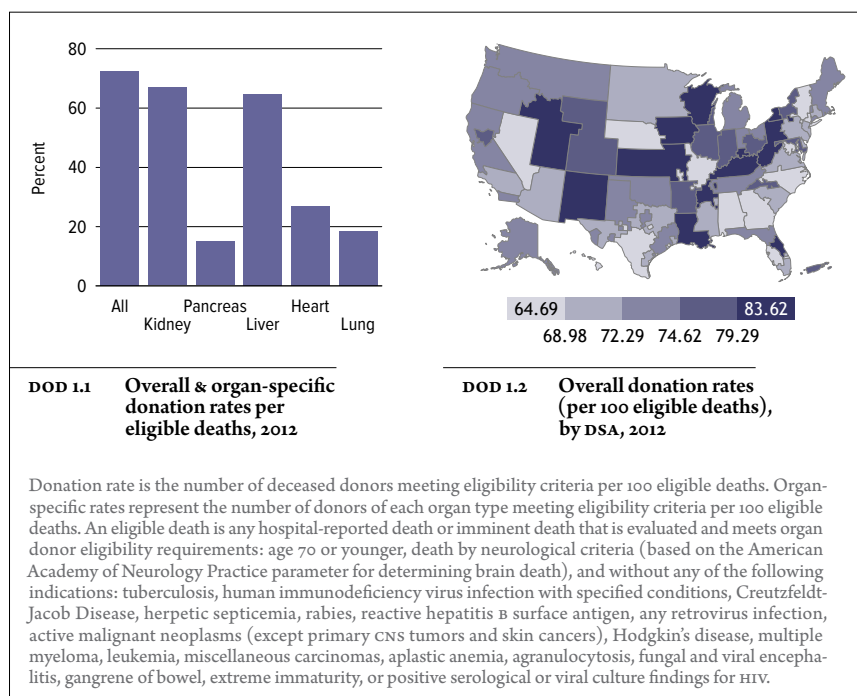 80
60
40
20
0
Percent
All
Kidney
Pancreas
Liver
Heart
Lung
64.69
83.62
68.98 72.29 74.62 79.29
DOD 1.1 Overall & organ-specific
donation rates per
eligible deaths, 2012
DOD 1.2 Overall donation rates
(per 100 eligible deaths),
by DSA, 2012
Donation rate is the number of deceased donors meeting eligibility criteria per 100 eligible deaths. Organ-
specific rates represent the number of donors of each organ type meeting eligibility criteria per 100 eligible
deaths. An eligible death is any hospital-reported death or imminent death that is evaluated and meets organ
donor eligibility requirements: age 70 or younger, death by neurological criteria (based on the American
Academy of Neurology Practice parameter for determining brain death), and without any of the following
indications: tuberculosis, human immunodeficiency virus infection with specified conditions, Creutzfeldt-
Jacob Disease, herpetic septicemia, rabies, reactive hepatitis B surface antigen, any retrovirus infection,
active malignant neoplasms (except primary CNS tumors and skin cancers), Hodgkin's disease, multiple
myeloma, leukemia, miscellaneous carcinomas, aplastic anemia, agranulocytosis, fungal and viral encepha-
litis, gangrene of bowel, extreme immaturity, or positive serological or viral culture findings for HIV.